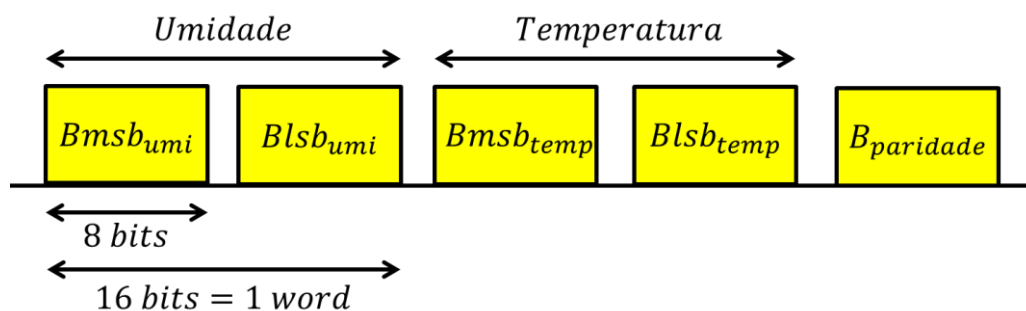 Umidade Temperatura
Bmsb_umi Blsb_umi Bmsb_temp Blsb_temp B_paridade
8 bits
16 bits = 1 word